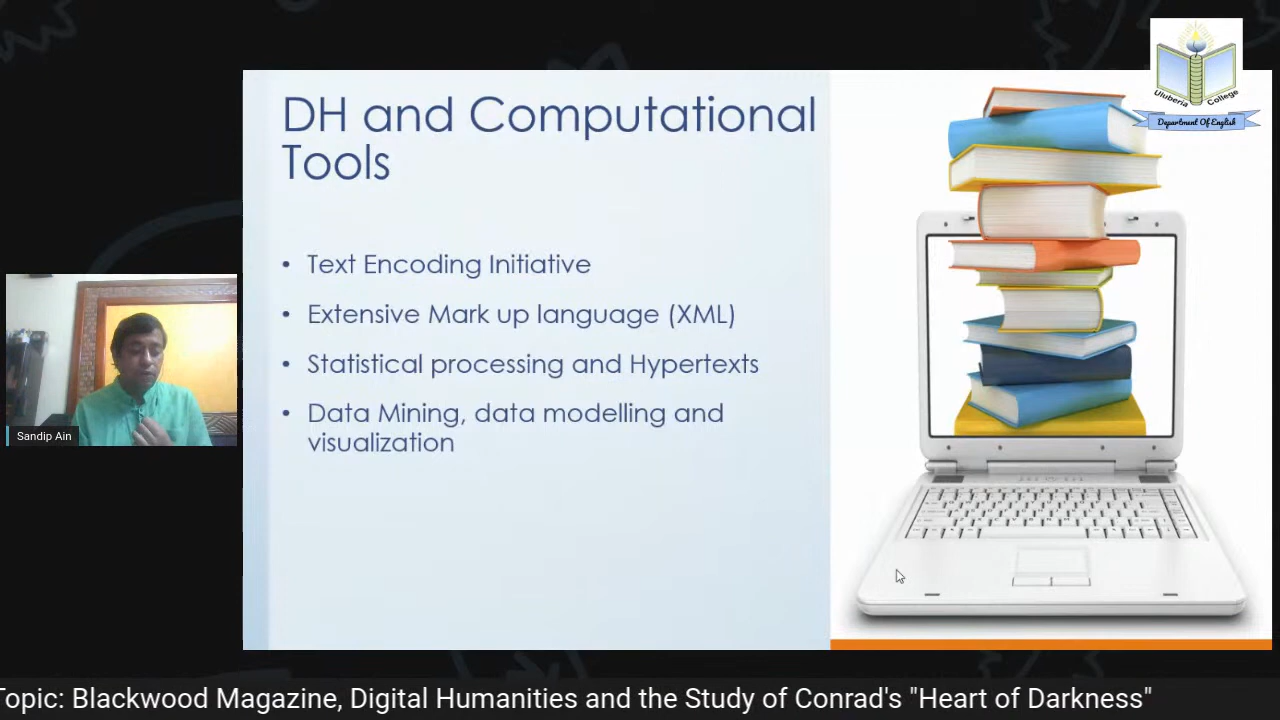 DH and Computational
Tools
• Text Encoding Initiative
• Extensive Mark up language (XML)
• Statistical processing and Hypertexts
• Data Mining, data modelling and
visualization
Uluberia College
Department Of English
Sandip Ain
Topic: Blackwood Magazine, Digital Humanities and the Study of Conrad's "Heart of Darkness"